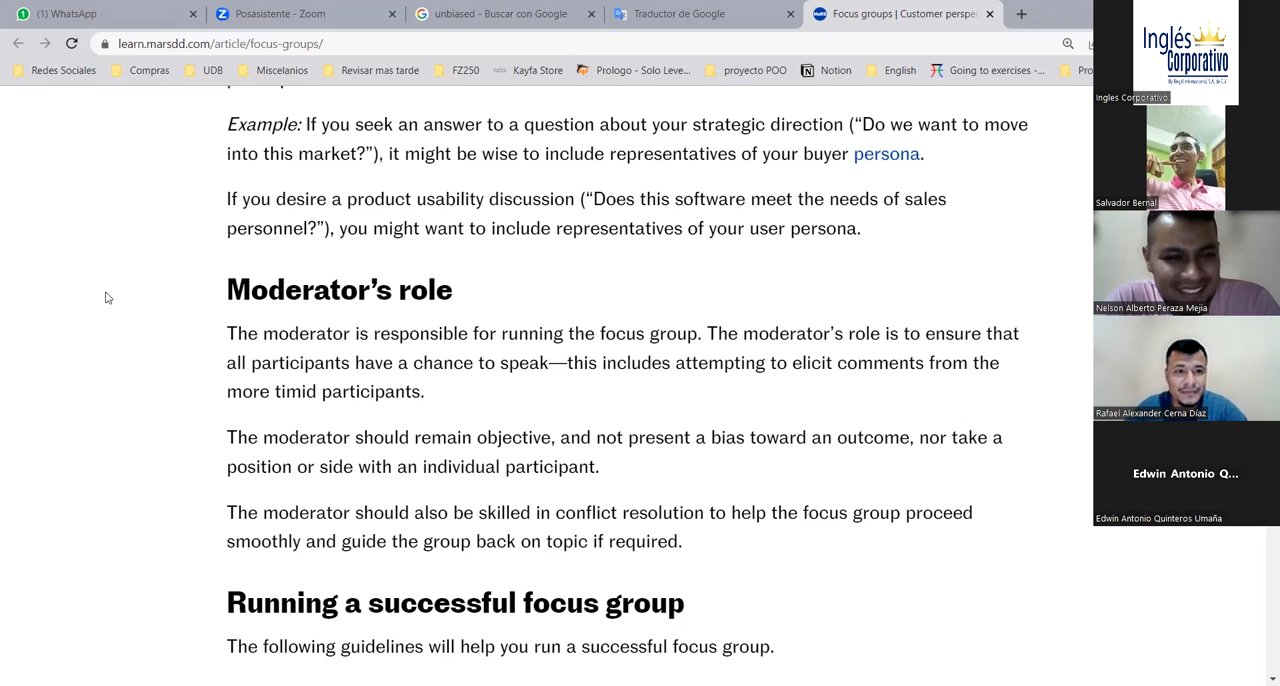 (1) WhatsApp
Posasistente - Zoom
unbiased - Buscar con Google
Traductor de Google
Focus groups | Customer perspe
learn.marsdd.com/article/focus-groups/
Redes Sociales
Compras
UDB
Miscelanios
Revisar mas tarde
FZ250
Kayfa Store
Prologo - Solo Leve...
proyecto POO
Notion
English
Going to exercises -...
Pro
Example: If you seek an answer to a question about your strategic direction (“Do we want to move
into this market?”), it might be wise to include representatives of your buyer persona.
If you desire a product usability discussion (“Does this software meet the needs of sales
personnel?”), you might want to include representatives of your user persona.
Moderator’s role
The moderator is responsible for running the focus group. The moderator’s role is to ensure that
all participants have a chance to speak—this includes attempting to elicit comments from the
more timid participants.
The moderator should remain objective, and not present a bias toward an outcome, nor take a
position or side with an individual participant.
The moderator should also be skilled in conflict resolution to help the focus group proceed
smoothly and guide the group back on topic if required.
Running a successful focus group
The following guidelines will help you run a successful focus group.
Inglés
Corporativo
Ingles Corporativo
Salvador Bernal
Nelson Alberto Peraza Mejia
Rafael Alexander Cerna Díaz
Edwin Antonio Q...
Edwin Antonio Quinteros Umaña